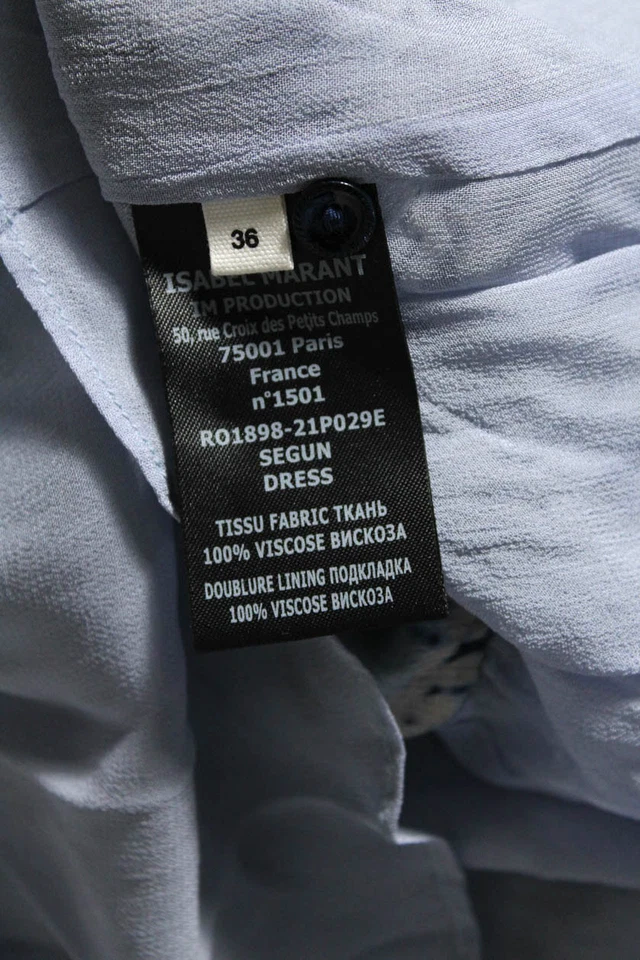 36
ISABEL MARANT
IM PRODUCTION
50, rue Croix des Petits Champs
75001 Paris
France
n°1501
RO1898-21P029E
SEGUN
DRESS
TISSU FABRIC ТКАНЬ
100% VISCOSE ВИСКОЗА
DOUBLURE LINING ПОДКЛАДКА
100% VISCOSE ВИСКОЗА